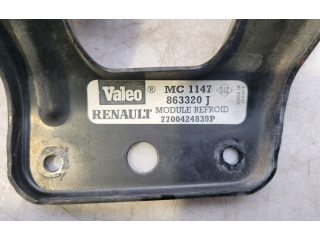 Valeo ® MC 1147
863320 J
RENAULT MODULE REFROID
7700424839P